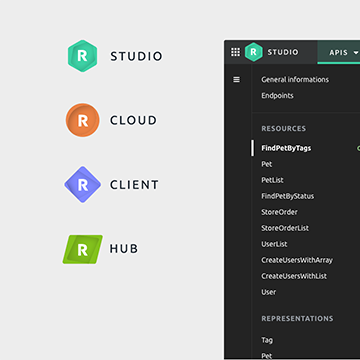 R STUDIO
R CLOUD
R CLIENT
R HUB
R STUDIO APIS
General informations
Endpoints
RESOURCES
FindPetByTags
Pet
PetList
FindPetByStatus
StoreOrder
StoreOrderList
UserList
CreateUsersWithArray
CreateUsersWithList
User
REPRESENTATIONS
Tag
Pet